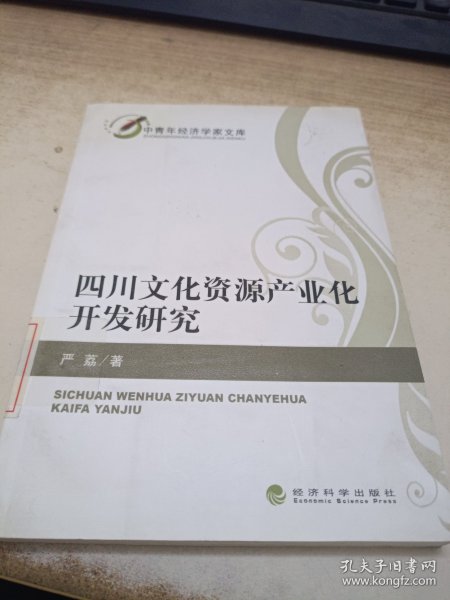 中青年经济学家文库
四川文化资源产业化
开发研究
严 荔/著
SICHUAN WENHUA ZIYUAN CHANYEHUA
KAIFA YANJIU
经济科学出版社
Economic Science Press
孔夫子旧书网
www.kongfz.com